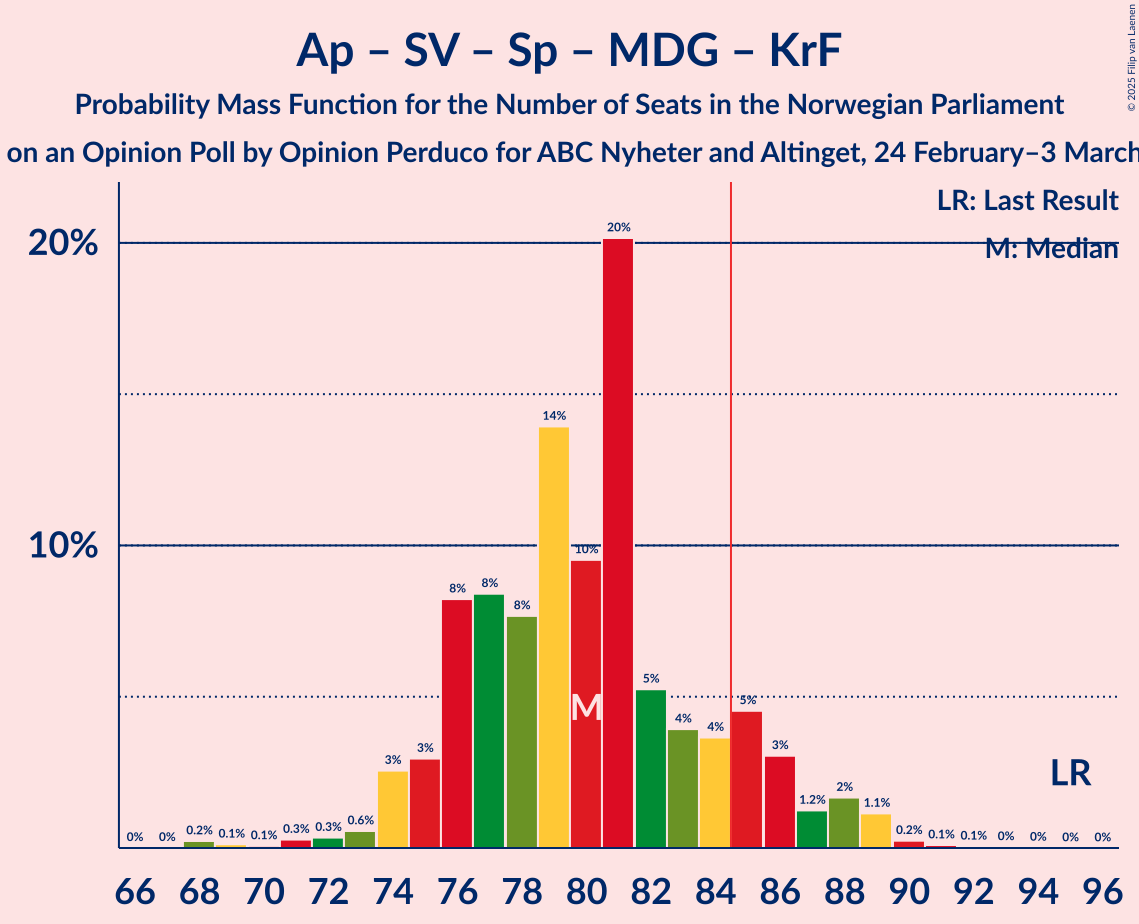 Ap – SV – Sp – MDG – KrF
Probability Mass Function for the Number of Seats in the Norwegian Parliament
on an Opinion Poll by Opinion Perduco for ABC Nyheter and Altinget, 24 February–3 March
© 2025 Filip van Laenen
LR: Last Result
M: Median
20%
10%
0% 0% 0.2% 0.1% 0.1% 0.3% 0.3% 0.6% 3% 3% 8% 8% 8% 14% 10% 20% 5% 4% 4% 5% 3% 1.2% 2% 1.1% 0.2% 0.1% 0.1% 0% 0% 0% 0%
M
LR
66 68 70 72 74 76 78 80 82 84 86 88 90 92 94 96